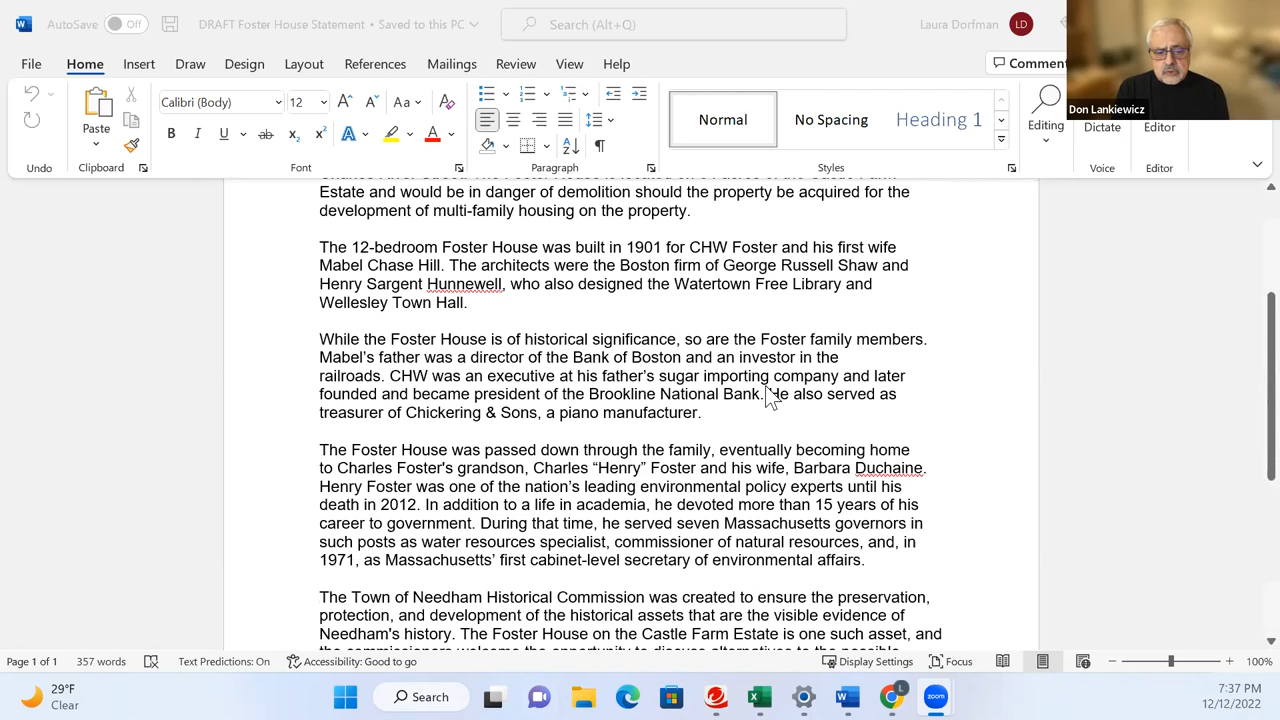 AutoSave Off DRAFT Foster House Statement • Saved to this PC Search (Alt+Q) Laura Dorfman LD
File Home Insert Draw Design Layout References Mailings Review View Help
Don Lankiewicz
Calibri (Body) 12
Paste
Normal No Spacing Heading 1
Editing Dictate Editor
Undo Clipboard Font Paragraph Styles Voice Editor
Estate and would be in danger of demolition should the property be acquired for the
development of multi-family housing on the property.
The 12-bedroom Foster House was built in 1901 for CHW Foster and his first wife
Mabel Chase Hill. The architects were the Boston firm of George Russell Shaw and
Henry Sargent Hunnewell, who also designed the Watertown Free Library and
Wellesley Town Hall.
While the Foster House is of historical significance, so are the Foster family members.
Mabel's father was a director of the Bank of Boston and an investor in the
railroads. CHW was an executive at his father's sugar importing company and later
founded and became president of the Brookline National Bank. He also served as
treasurer of Chickering & Sons, a piano manufacturer.
The Foster House was passed down through the family, eventually becoming home
to Charles Foster's grandson, Charles “Henry” Foster and his wife, Barbara Duchaine.
Henry Foster was one of the nation's leading environmental policy experts until his
death in 2012. In addition to a life in academia, he devoted more than 15 years of his
career to government. During that time, he served seven Massachusetts governors in
such posts as water resources specialist, commissioner of natural resources, and, in
1971, as Massachusetts' first cabinet-level secretary of environmental affairs.
The Town of Needham Historical Commission was created to ensure the preservation,
protection, and development of the historical assets that are the visible evidence of
Needham's history. The Foster House on the Castle Farm Estate is one such asset, and
Page 1 of 1 357 words Text Predictions: On Accessibility: Good to go Display Settings Focus 100%
29°F
Clear
Search
7:37 PM
12/12/2022
zoom